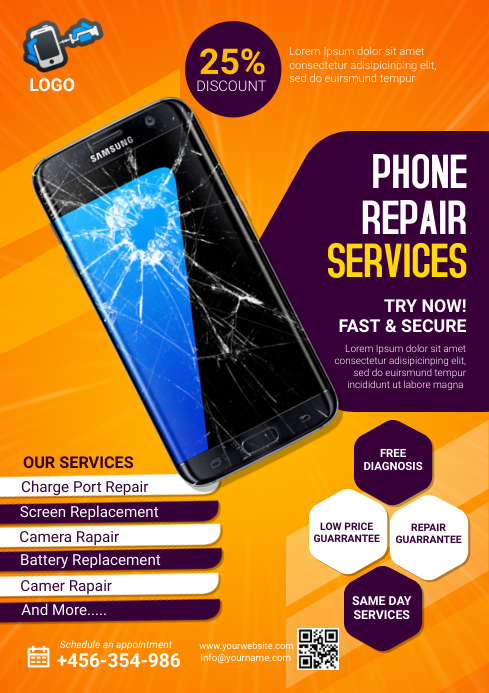 LOGO
25%
DISCOUNT
Lorem Ipsum dolor sit amet
consectetur adisipicinping elit,
sed do euirsmund tempur
SAMSUNG
PHONE
REPAIR
SERVICES
TRY NOW!
FAST & SECURE
Lorem Ipsum dolor sit amet
consectetur adisipicinping elit,
sed do euirsmund tempur
incididunt ut labore magna
OUR SERVICES
Charge Port Repair
Screen Replacement
Camera Rapair
Battery Replacement
Camer Rapair
And More.....
FREE
DIAGNOSIS
LOW PRICE
GUARRANTEE
REPAIR
GUARRANTEE
SAME DAY
SERVICES
Schedule an appointment
+456-354-986
www.yourwebsite.com
Info@yourname.com